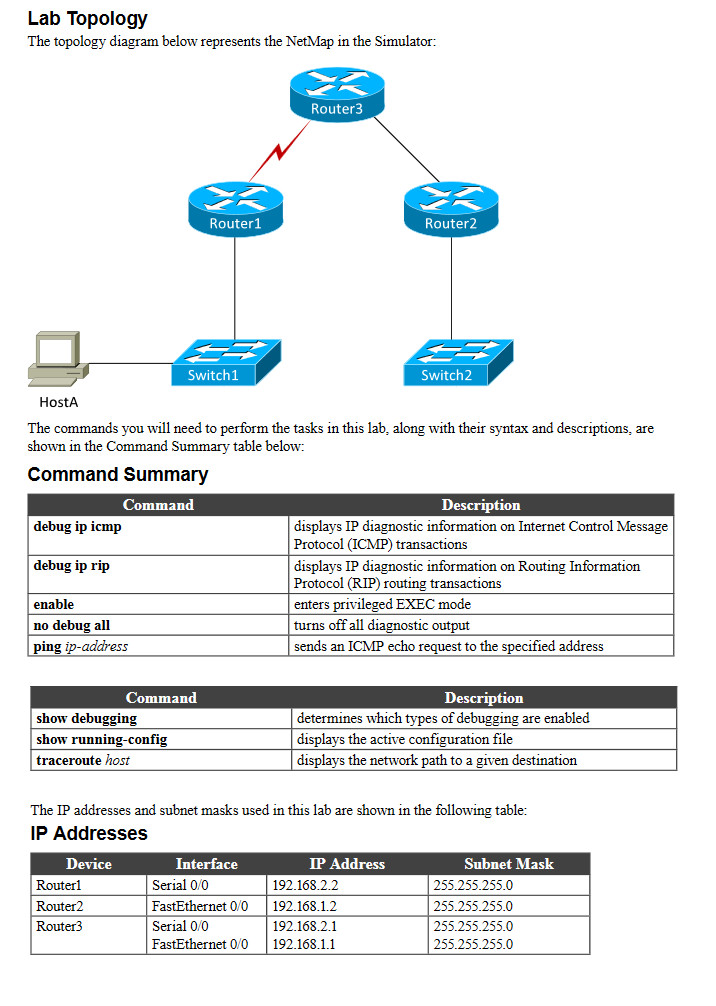 Lab Topology
The topology diagram below represents the NetMap in the Simulator:
Router3
Router1
Router2
Switch1
Switch2
HostA
The commands you will need to perform the tasks in this lab, along with their syntax and descriptions, are
shown in the Command Summary table below:
Command Summary
Command Description
debug ip icmp displays IP diagnostic information on Internet Control Message
Protocol (ICMP) transactions
debug ip rip displays IP diagnostic information on Routing Information
Protocol (RIP) routing transactions
enable enters privileged EXEC mode
no debug all turns off all diagnostic output
ping ip-address sends an ICMP echo request to the specified address
Command Description
show debugging determines which types of debugging are enabled
show running-config displays the active configuration file
traceroute host displays the network path to a given destination
The IP addresses and subnet masks used in this lab are shown in the following table:
IP Addresses
Device Interface IP Address Subnet Mask
Router1 Serial 0/0 192.168.2.2 255.255.255.0
Router2 FastEthernet 0/0 192.168.1.2 255.255.255.0
Router3 Serial 0/0 192.168.2.1 255.255.255.0
FastEthernet 0/0 192.168.1.1 255.255.255.0